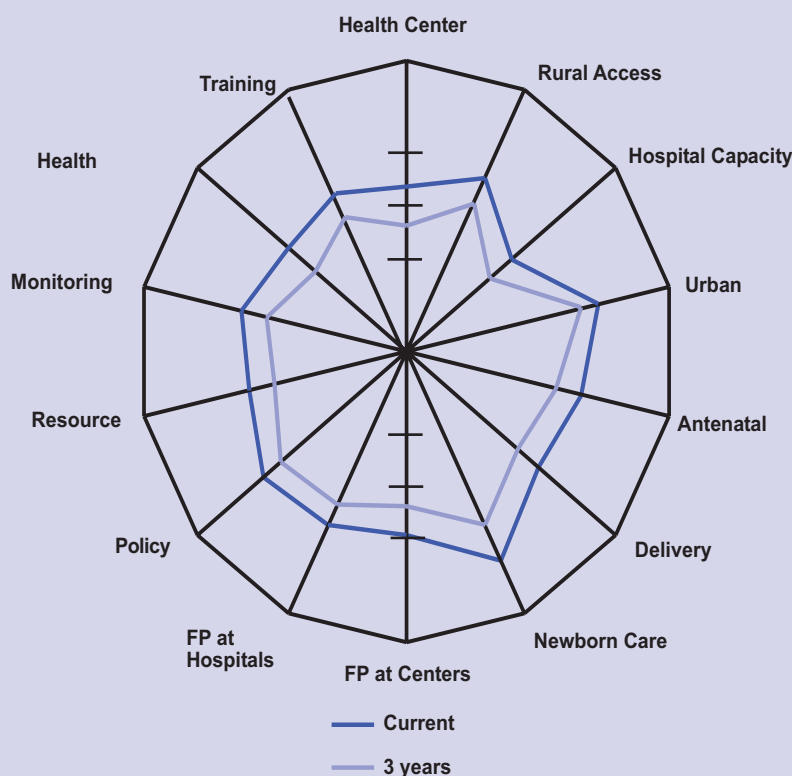 Health Center
Training
Rural Access
Health
Hospital Capacity
Monitoring
Urban
Resource
Antenatal
Policy
Delivery
FP at
Hospitals
Newborn Care
FP at Centers
Current
3 years